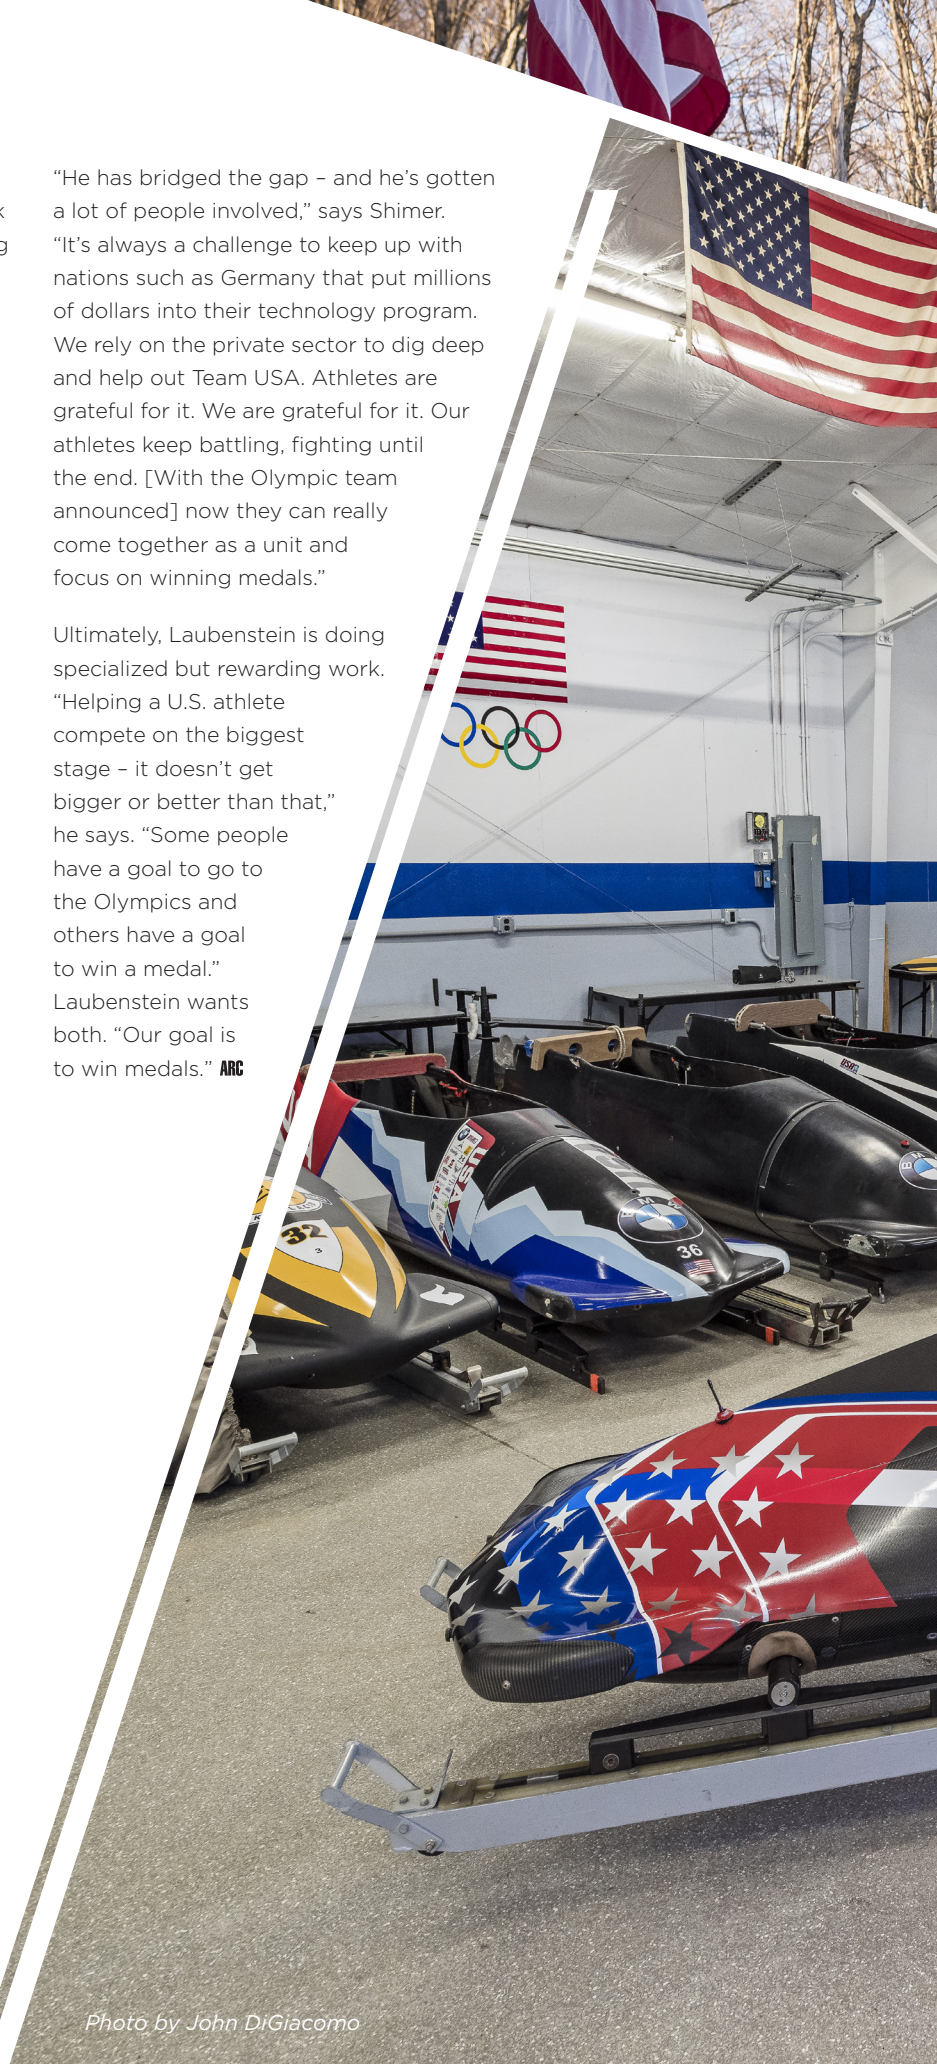 “He has bridged the gap – and he’s gotten
a lot of people involved,” says Shimer.
“It’s always a challenge to keep up with
nations such as Germany that put millions
of dollars into their technology program.
We rely on the private sector to dig deep
and help out Team USA. Athletes are
grateful for it. We are grateful for it. Our
athletes keep battling, fighting until
the end. [With the Olympic team
announced] now they can really
come together as a unit and
focus on winning medals.”
Ultimately, Laubenstein is doing
specialized but rewarding work.
“Helping a U.S. athlete
compete on the biggest
stage – it doesn’t get
bigger or better than that,”
he says. “Some people
have a goal to go to
the Olympics and
others have a goal
to win a medal.”
Laubenstein wants
both. “Our goal is
to win medals.” ARC
USA
USA
BMW
BMW
36
32
3
Photo by John DiGiacomo